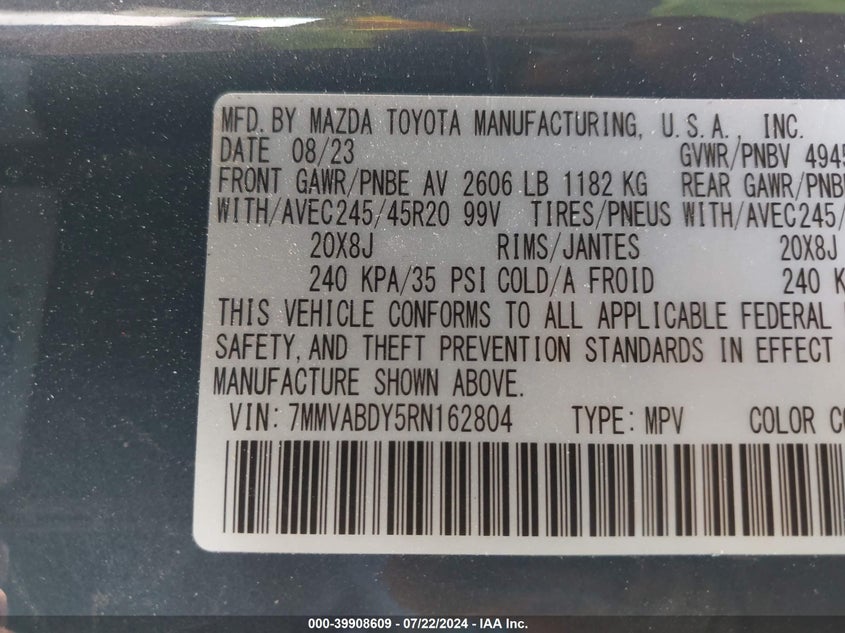 MFD. BY MAZDA TOYOTA MANUFACTURING, U.S.A., INC.
DATE 08/23 GVWR/PNBV 4945
FRONT GAWR/PNBE AV 2606 LB 1182 KG REAR GAWR/PNB
WITH/AVEC245/45R20 99V TIRES/PNEUS WITH/AVEC245/
20X8J RIMS/JANTES 20X8J
240 KPA/35 PSI COLD/A FROID 240 K
THIS VEHICLE CONFORMS TO ALL APPLICABLE FEDERAL
SAFETY, AND THEFT PREVENTION STANDARDS IN EFFECT
MANUFACTURE SHOWN ABOVE.
VIN: 7MMVABDY5RN162804 TYPE: MPV COLOR CO
000-39908609 - 07/22/2024 - IAA Inc.